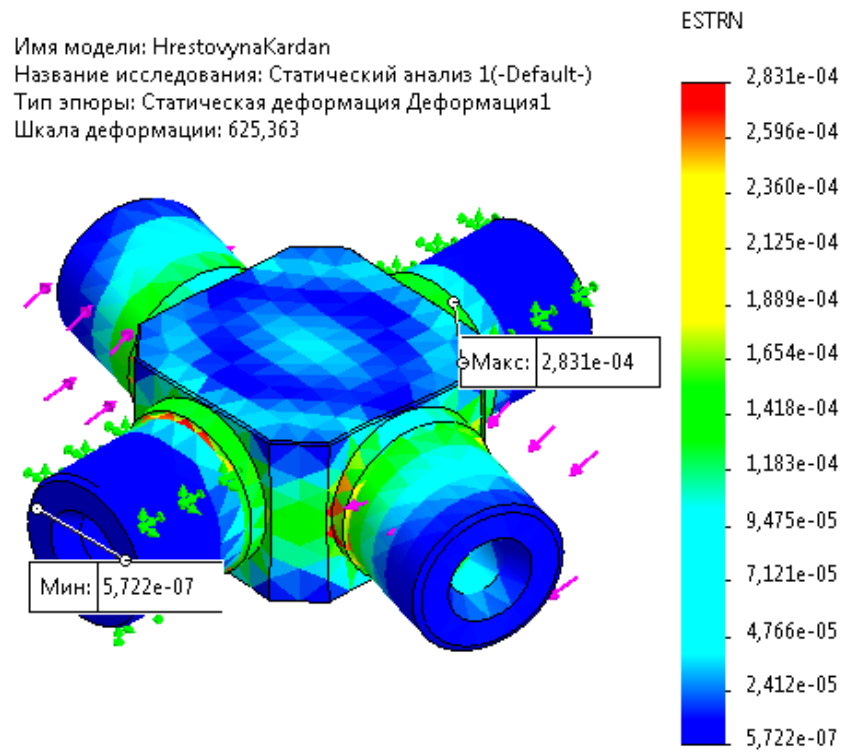 ESTRN
Имя модели: HrestovynaKardan
Название исследования: Статический анализ 1(-Default-)
Тип эпюры: Статическая деформация Деформация1
Шкала деформации: 625,363
2,831e-04
2,596e-04
2,360e-04
2,125e-04
1,889e-04
1,654e-04
1,418e-04
1,183e-04
9,475e-05
7,121e-05
4,766e-05
2,412e-05
5,722e-07
Макс: 2,831e-04
Мин: 5,722e-07